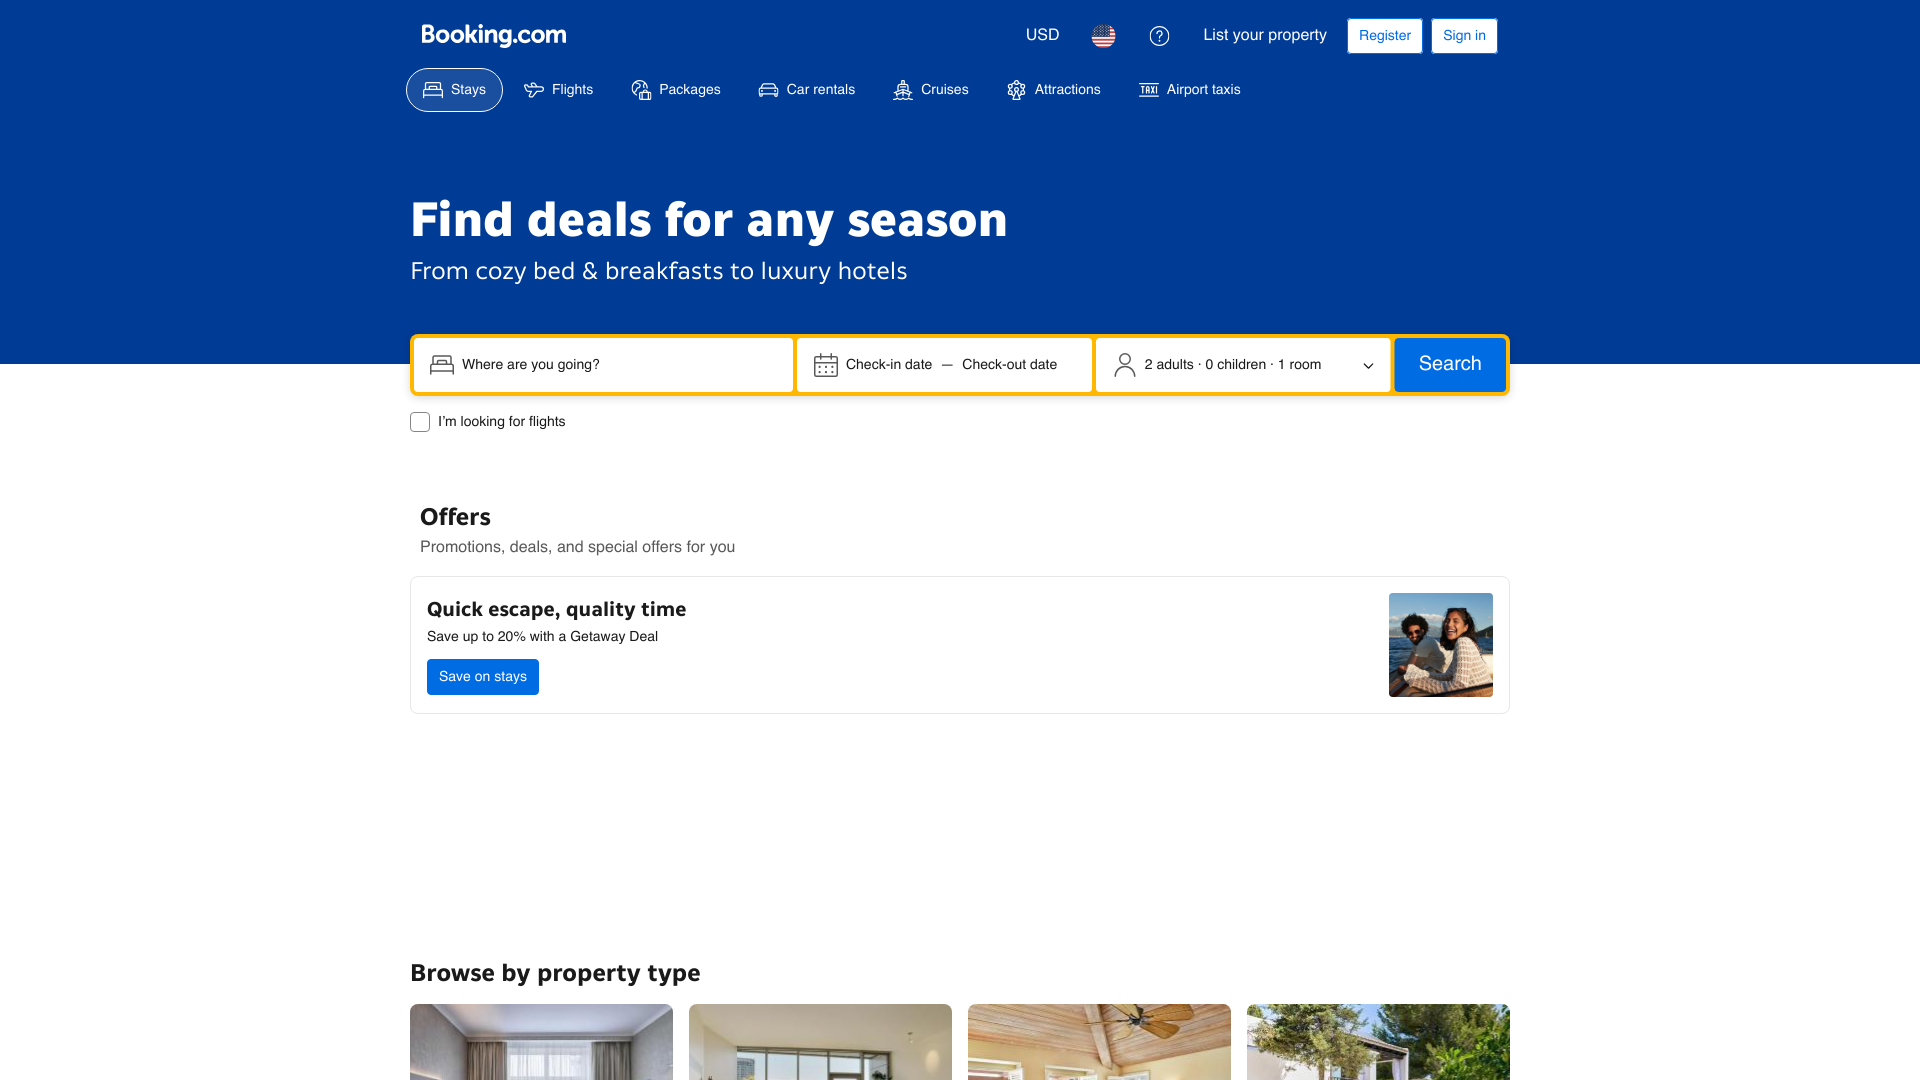 Booking.com
USD
List your property
Register
Sign in
Stays
Flights
Packages
Car rentals
Cruises
Attractions
TAXI
Airport taxis
Find deals for any season
From cozy bed & breakfasts to luxury hotels
Where are you going?
Check-in date — Check-out date
2 adults · 0 children · 1 room
Search
I'm looking for flights
Offers
Promotions, deals, and special offers for you
Quick escape, quality time
Save up to 20% with a Getaway Deal
Save on stays
Browse by property type